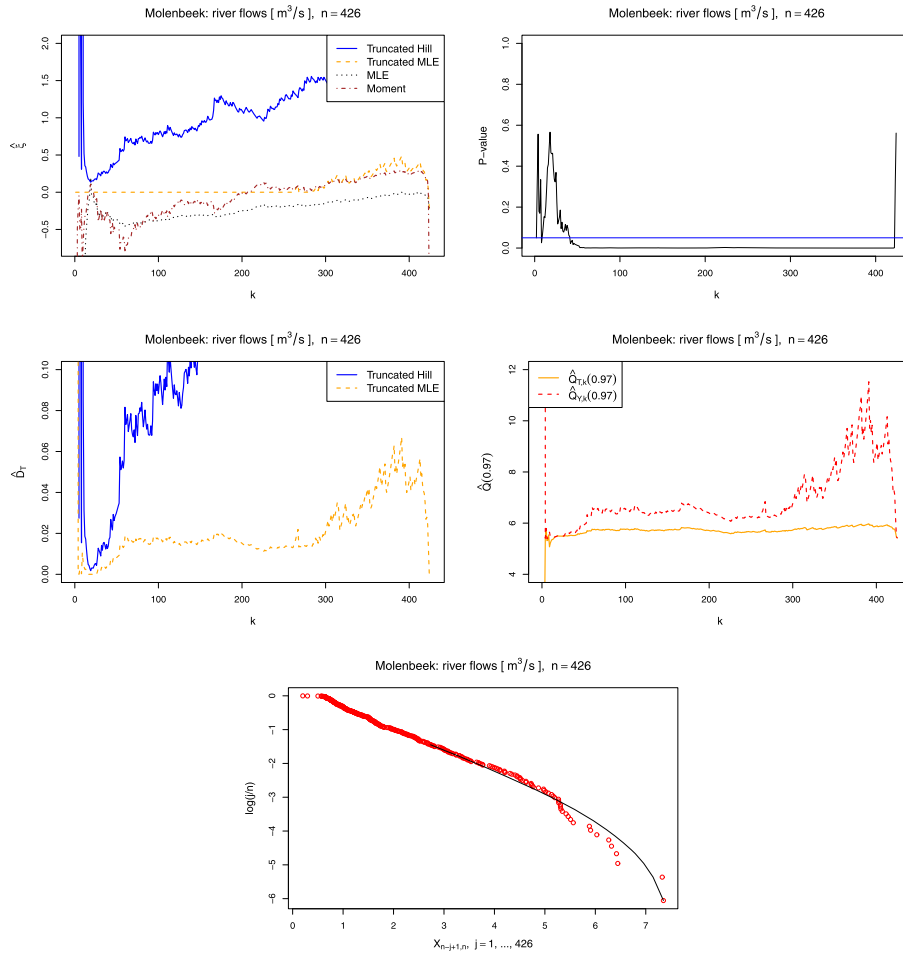 Molenbeek: river flows [ m³/s ], n = 426
2.0
1.5
1.0
0.5
0.0
−0.5
ξ̂
0
100
200
300
400
k
Truncated Hill
Truncated MLE
MLE
Moment
Molenbeek: river flows [ m³/s ], n = 426
1.0
0.8
0.6
0.4
0.2
0.0
P−value
0
100
200
300
400
k
Molenbeek: river flows [ m³/s ], n = 426
0.10
0.08
0.06
0.04
0.02
0.00
D̂_T
0
100
200
300
400
k
Truncated Hill
Truncated MLE
Molenbeek: river flows [ m³/s ], n = 426
12
10
8
6
4
Q̂(0.97)
0
100
200
300
400
k
Q̂_{T,k}(0.97)
Q̂_{Y,k}(0.97)
Molenbeek: river flows [ m³/s ], n = 426
0
−1
−2
−3
−4
−5
−6
log(j/n)
0
1
2
3
4
5
6
7
X_{n−j+1,n}, j = 1, ..., 426